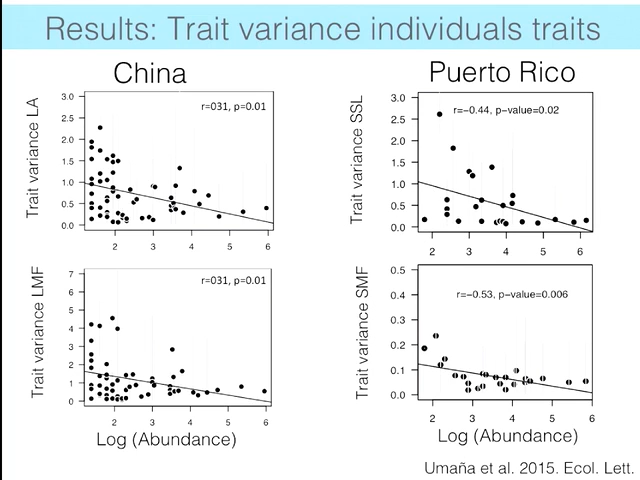 Results: Trait variance individuals traits
China
Puerto Rico
Trait variance LA
3.0
2.5
2.0
1.5
1.0
0.5
0.0
r=031, p=0.01
2 3 4 5 6
Trait variance SSL
3.0
2.5
2.0
1.5
1.0
0.5
0.0
r=-0.44, p-value=0.02
2 3 4 5 6
Trait variance LMF
7
6
5
4
3
2
1
0
r=031, p=0.01
2 3 4 5 6
Log (Abundance)
Trait variance SMF
0.5
0.4
0.3
0.2
0.1
0.0
r=-0.53, p-value=0.006
2 3 4 5 6
Log (Abundance)
Umaña et al. 2015. Ecol. Lett.